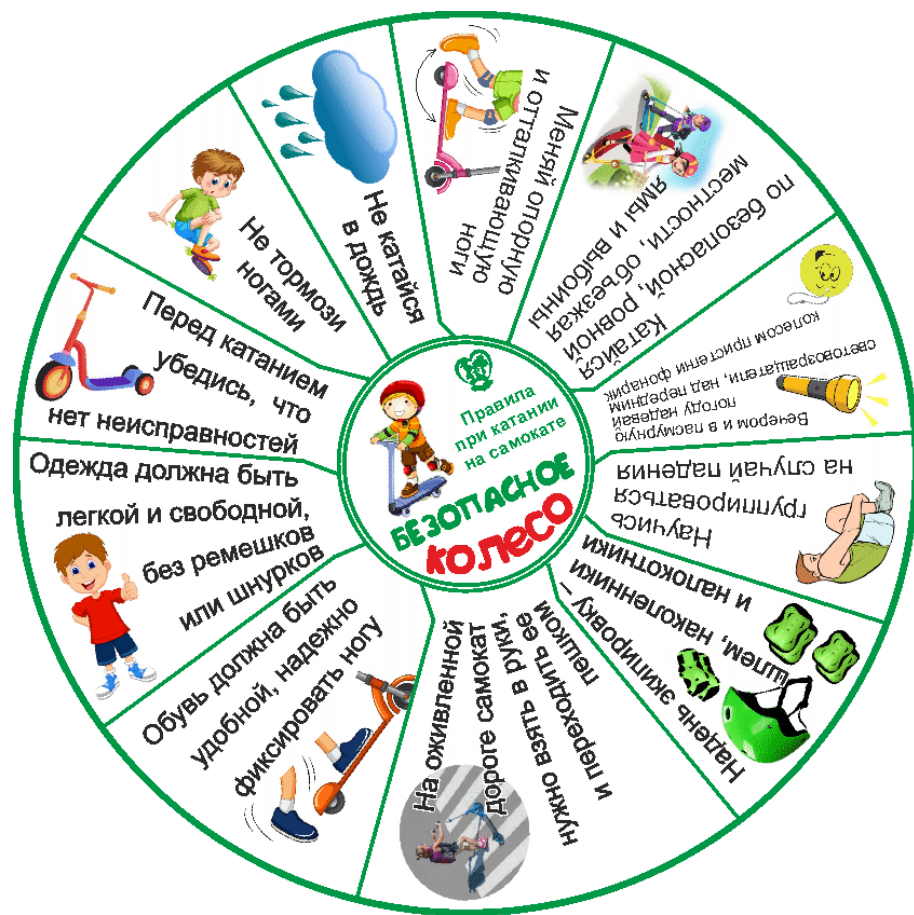 Правила
при катании
на самокате
БЕЗОПАСНОЕ
КОЛЕСО
Меняй опорную
и отталкивающую
ноги
Катайся
по безопасной, ровной
местности, объезжая
ямы и выбоины
Вечером и в пасмурную
погоду надевай
световозращатели, над передним
колесом пристегни фонарик
Научись
группироваться
на случай падения
Надень экипировку –
шлем, наколенники
и налокотники
На оживленной
дороге самокат
нужно взять в руки,
и переходить ее
пешком
Обувь должна быть
удобной, надежно
фиксировать ногу
Одежда должна быть
легкой и свободной,
без ремешков
или шнурков
Перед катанием
убедись, что
нет неисправностей
Не тормози
ногами
Не катайся
в дождь